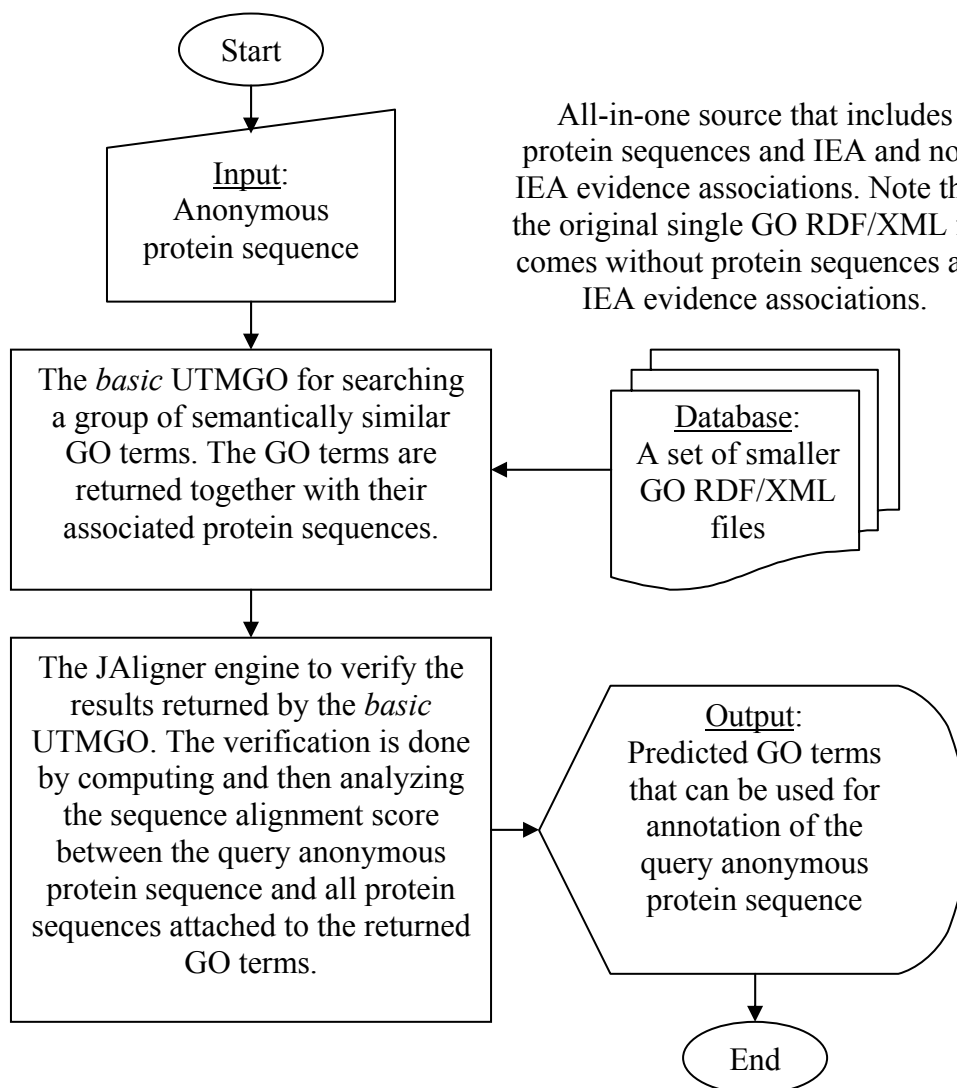 Start
Input:
Anonymous
protein sequence
All-in-one source that includes
protein sequences and IEA and
IEA evidence associations. Note
the original single GO RDF/XML
comes without protein sequences
IEA evidence associations.
The basic UTMGO for searching
a group of semantically similar
GO terms. The GO terms are
returned together with their
associated protein sequences.
Database:
A set of smaller
GO RDF/XML
files
The JAligner engine to verify the
results returned by the basic
UTMGO. The verification is done
by computing and then analyzing
the sequence alignment score
between the query anonymous
protein sequence and all protein
sequences attached to the returned
GO terms.
Output:
Predicted GO terms
that can be used for
annotation of the
query anonymous
protein sequence
End